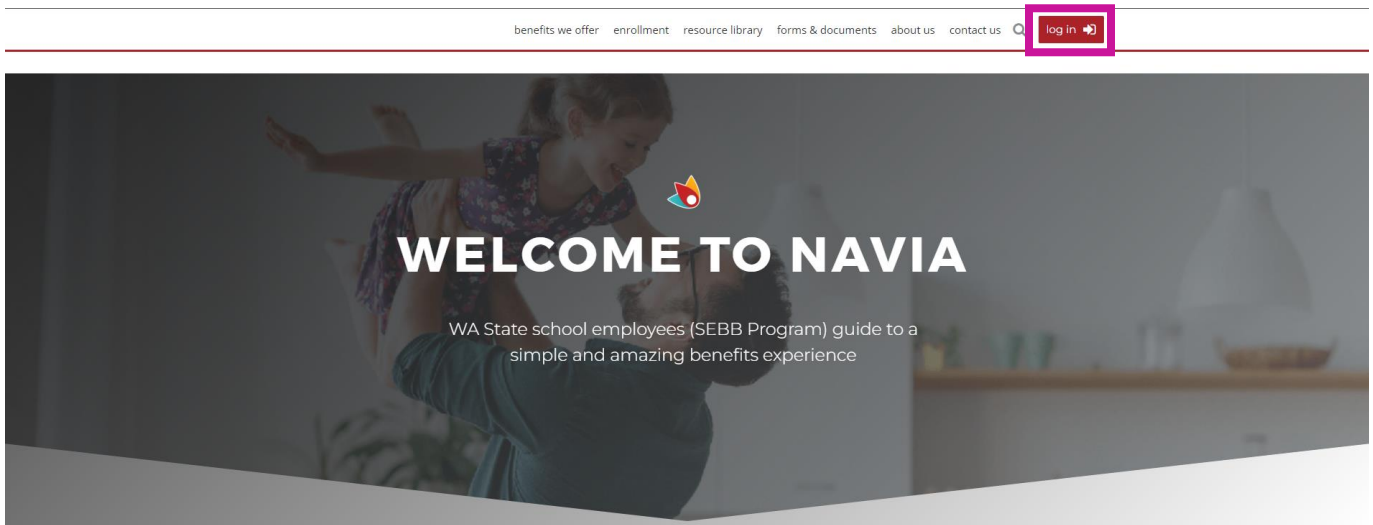 benefits we offer enrollment resource library forms & documents about us contact us log in
WELCOME TO NAVIA
WA State school employees (SEBB Program) guide to a
simple and amazing benefits experience